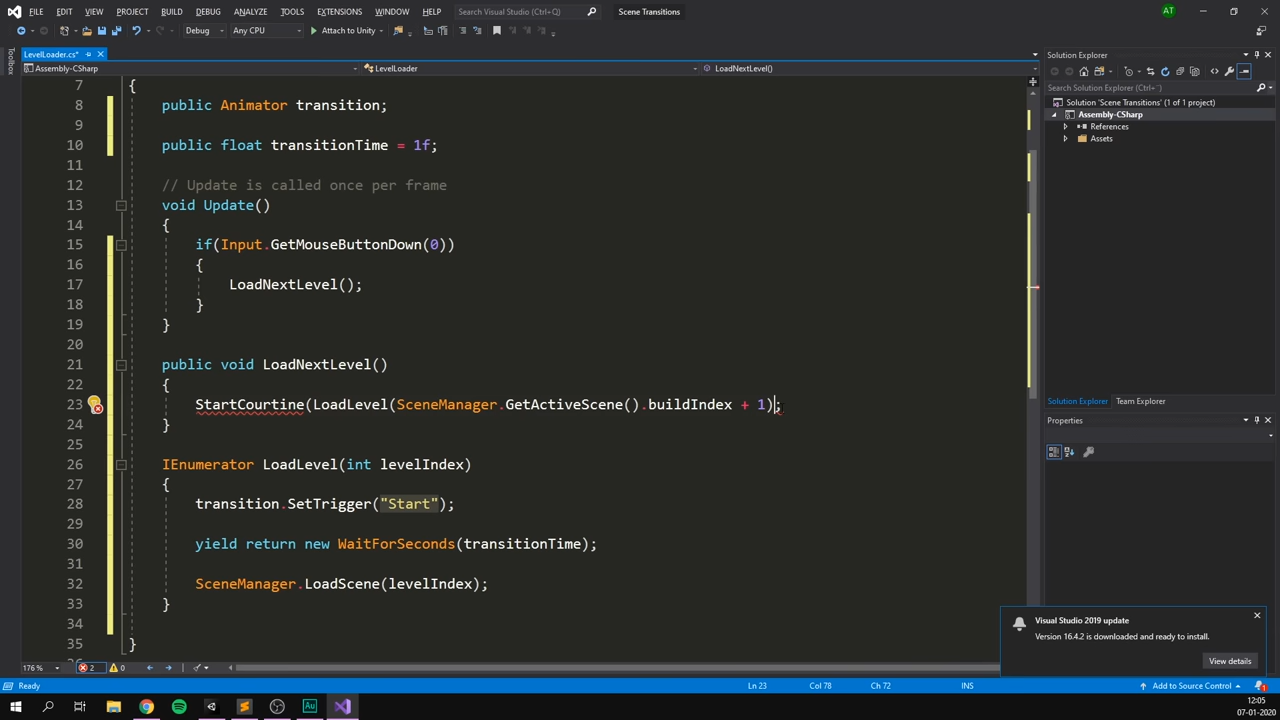 FILE EDIT VIEW PROJECT BUILD DEBUG ANALYZE TOOLS EXTENSIONS WINDOW HELP Search Visual Studio (Ctrl+Q) Scene Transitions AT
Debug Any CPU Attach to Unity
Toolbox
LevelLoader.cs*
Assembly-CSharp LevelLoader LoadNextLevel()
7 {
8 public Animator transition;
9
10 public float transitionTime = 1f;
11
12 // Update is called once per frame
13 void Update()
14 {
15 if(Input.GetMouseButtonDown(0))
16 {
17 LoadNextLevel();
18 }
19 }
20
21 public void LoadNextLevel()
22 {
23 StartCourtine(LoadLevel(SceneManager.GetActiveScene().buildIndex + 1);
24 }
25
26 IEnumerator LoadLevel(int levelIndex)
27 {
28 transition.SetTrigger("Start");
29
30 yield return new WaitForSeconds(transitionTime);
31
32 SceneManager.LoadScene(levelIndex);
33 }
34
35 }
176 % 2 0
Solution Explorer
Search Solution Explorer (Ctrl+¨)
Solution 'Scene Transitions' (1 of 1 project)
Assembly-CSharp
References
Assets
Solution Explorer Team Explorer
Properties
Visual Studio 2019 update
Version 16.4.2 is downloaded and ready to install.
View details
Ready Ln 23 Col 78 Ch 72 INS Add to Source Control 1
Au 12:05
07-01-2020